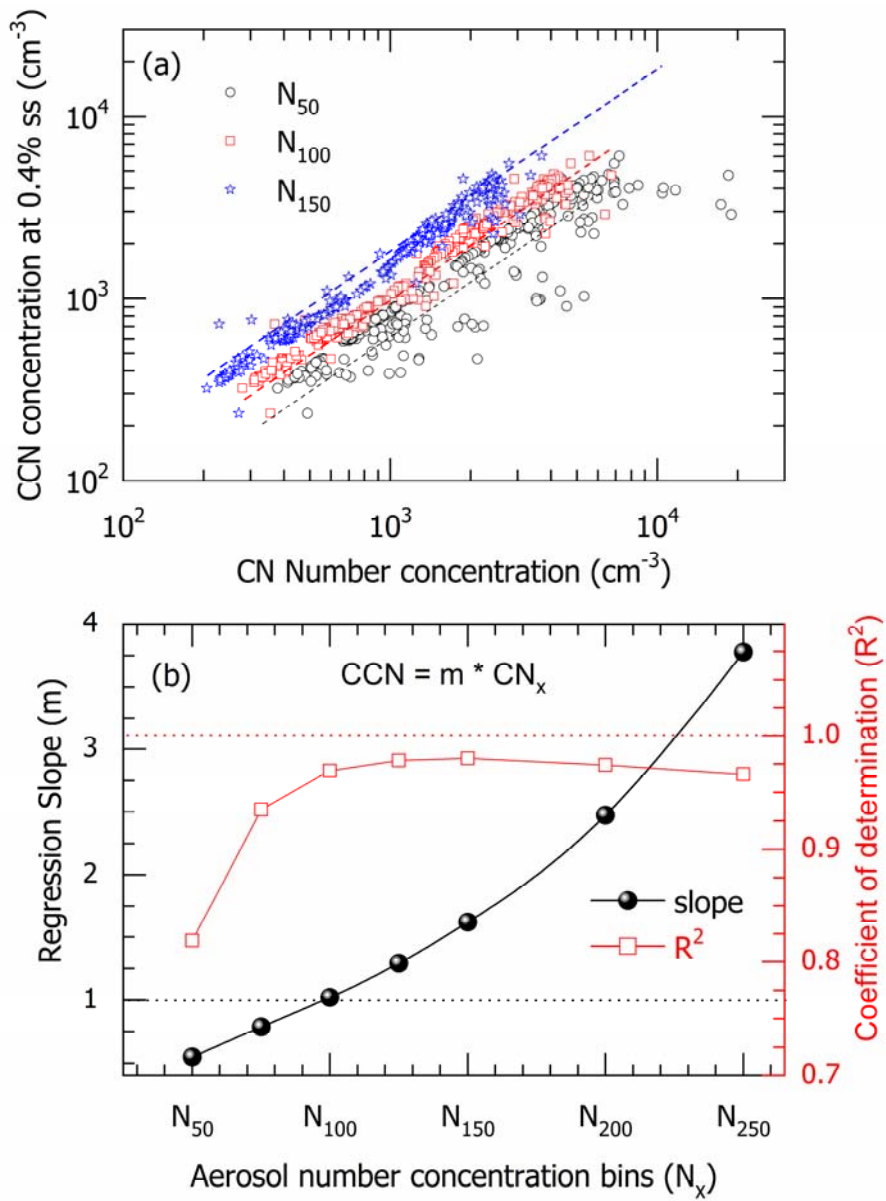 (a)
N50
N100
N150
CCN concentration at 0.4% ss (cm-3)
10^4
10^3
10^2
10^2 10^3 10^4
CN Number concentration (cm-3)
(b)
CCN = m * CNx
Regression Slope (m)
4
3
2
1
Coefficient of determination (R2)
1.0
0.9
0.8
0.7
slope
R2
N50 N100 N150 N200 N250
Aerosol number concentration bins (Nx)